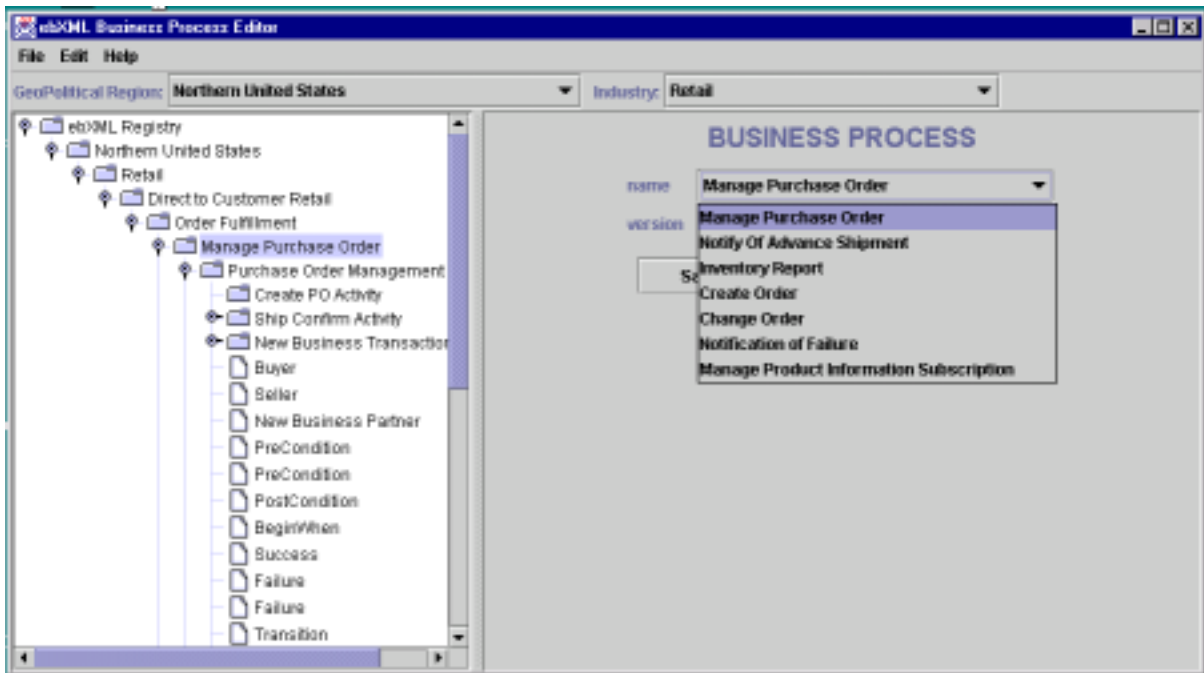 ebXML Business Process Editor
File Edit Help
GeoPolitical Region: Northern United States Industry: Retail
ebXML Registry
Northern United States
Retail
Direct to Customer Retail
Order Fulfillment
Manage Purchase Order
Purchase Order Management
Create PO Activity
Ship Confirm Activity
New Business Transaction
Buyer
Seller
New Business Partner
PreCondition
PreCondition
PostCondition
BeginWhen
Success
Failure
Failure
Transition
BUSINESS PROCESS
name Manage Purchase Order
version
Manage Purchase Order
Notify Of Advance Shipment
Inventory Report
Create Order
Change Order
Notification of Failure
Manage Product Information Subscription